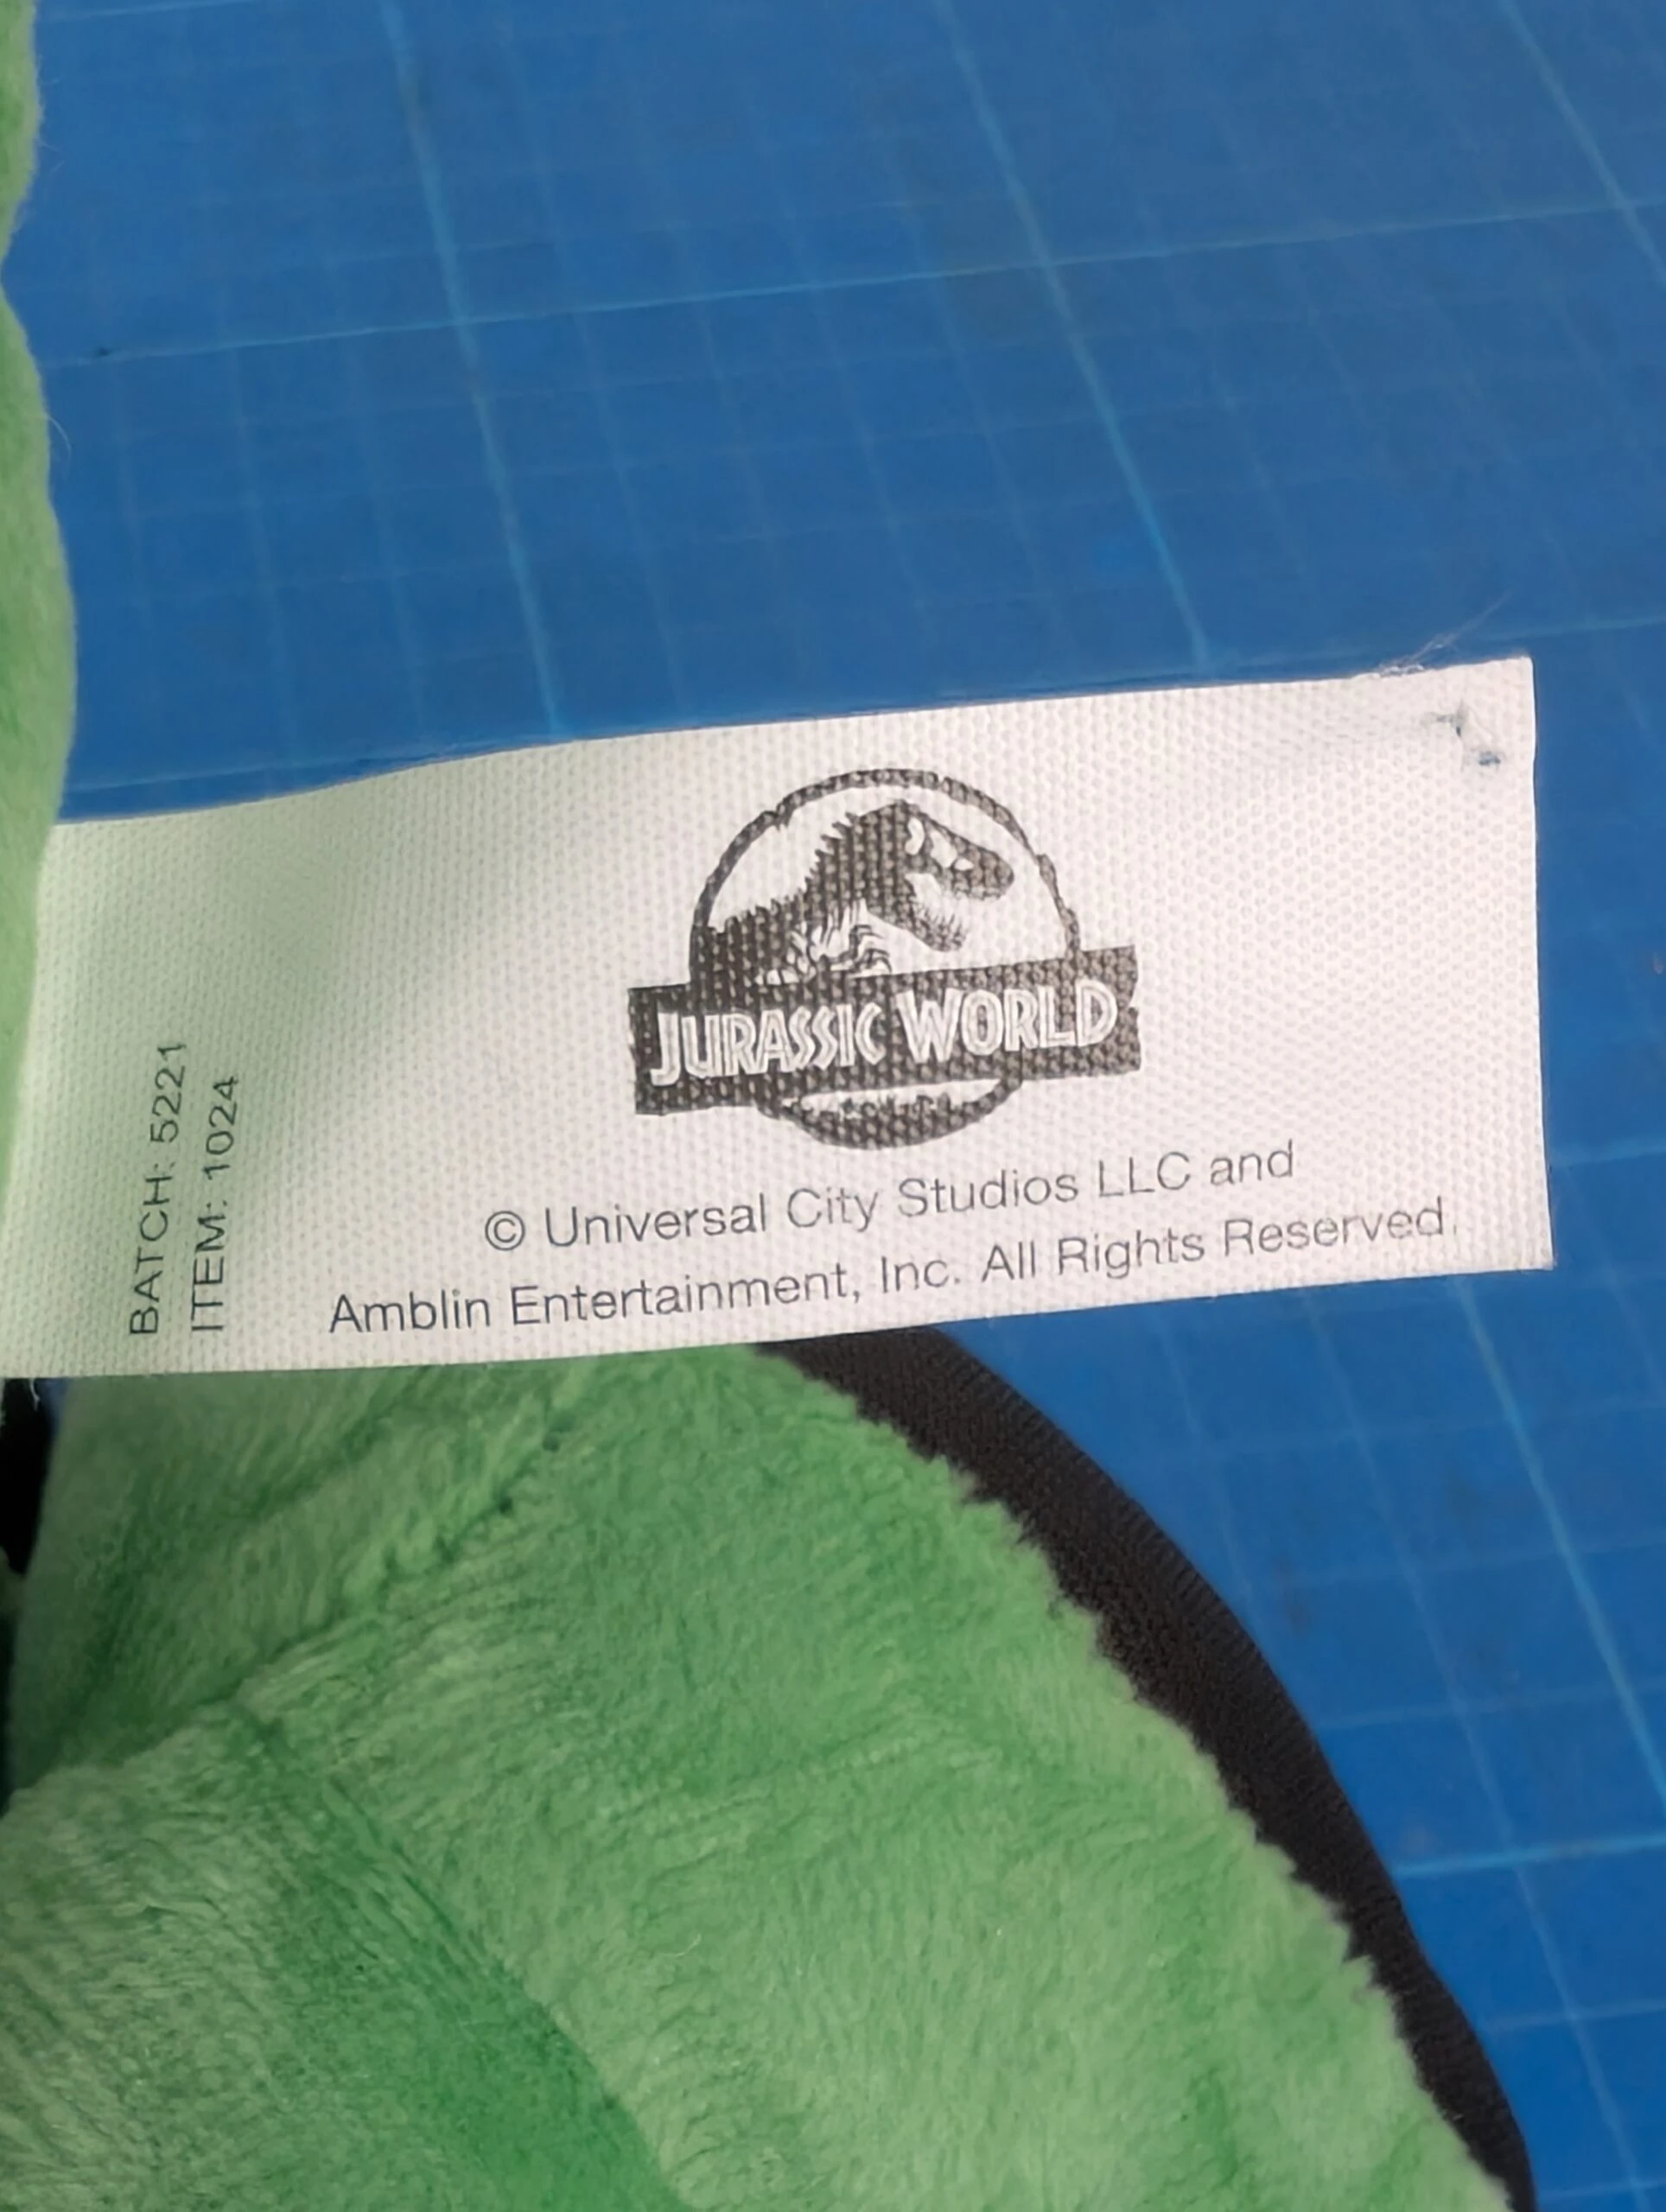 JURASSIC WORLD
© Universal City Studios LLC and
Amblin Entertainment, Inc. All Rights Reserved.
BATCH: 5221
ITEM: 1024